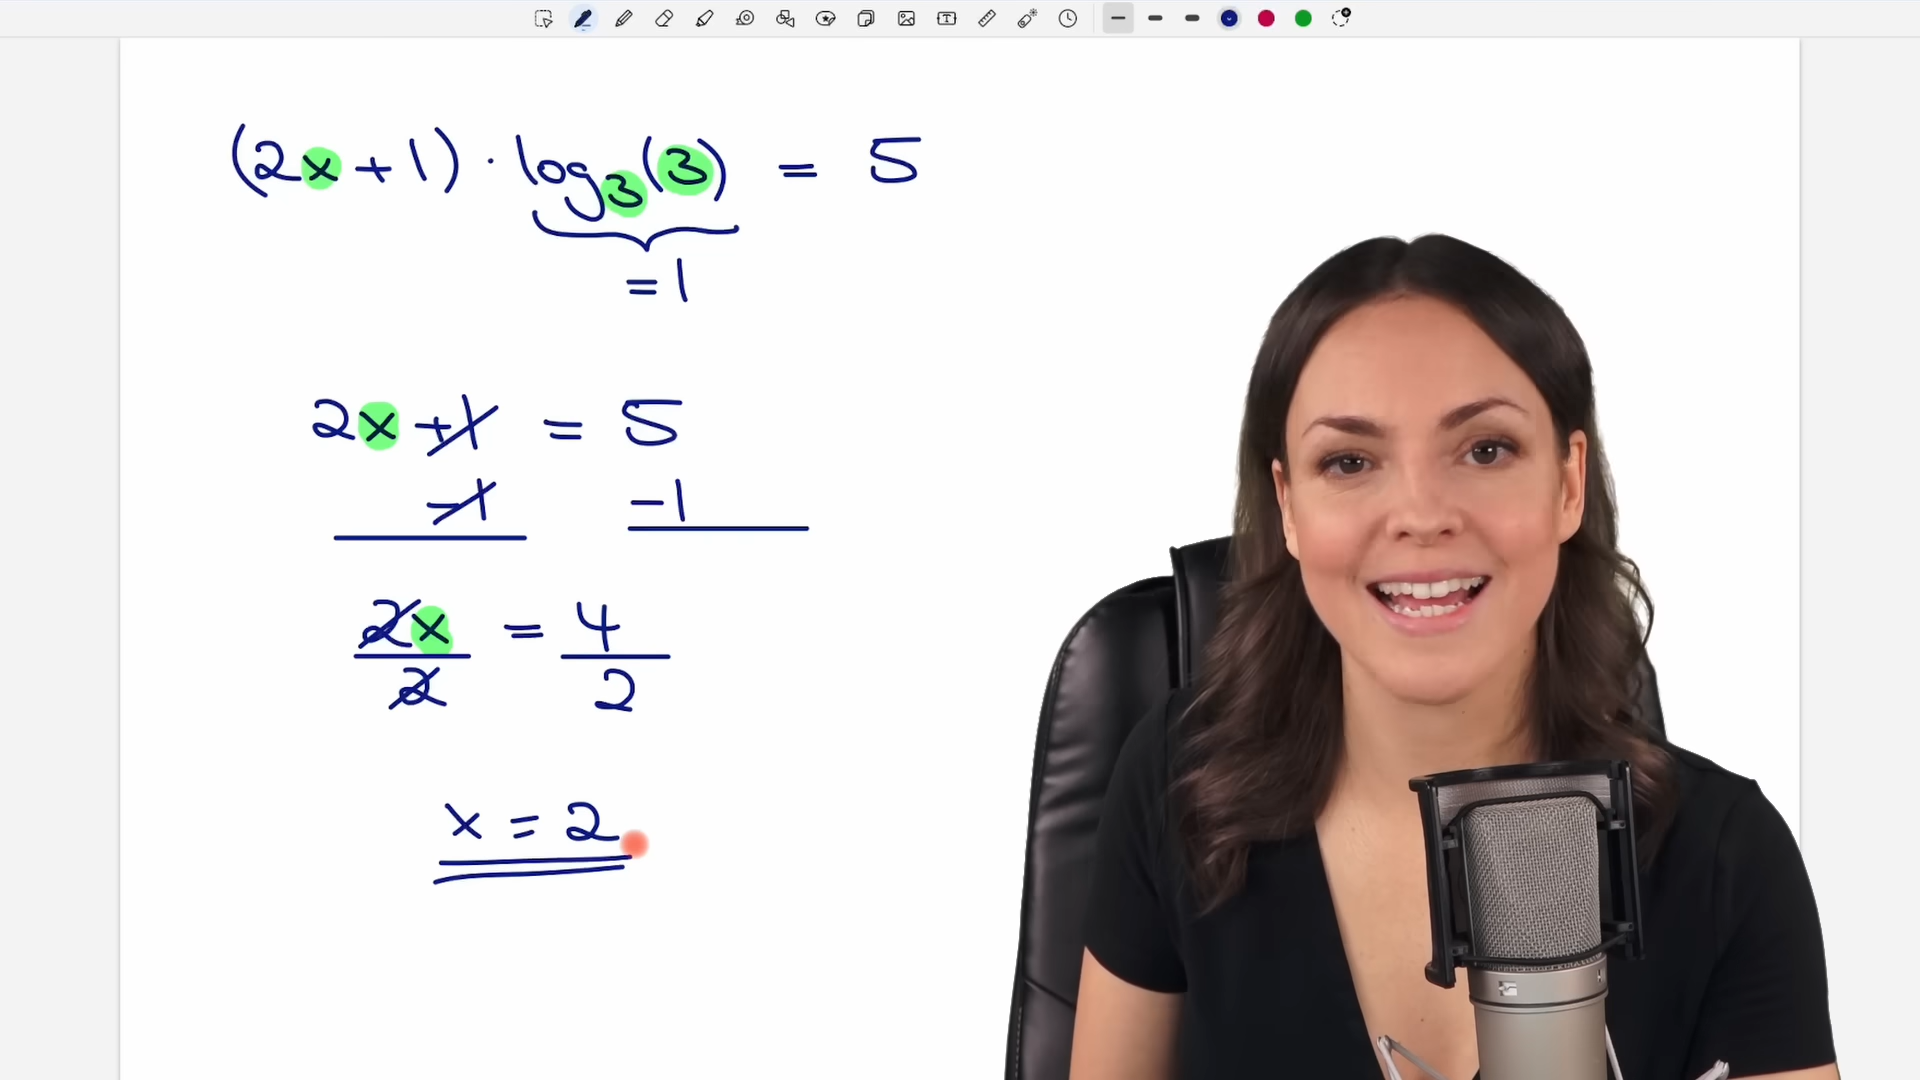 (2x + 1) · log₃(3) = 5
= 1
2x + 1 = 5
- 1 - 1
2x = 4
2 2
x = 2